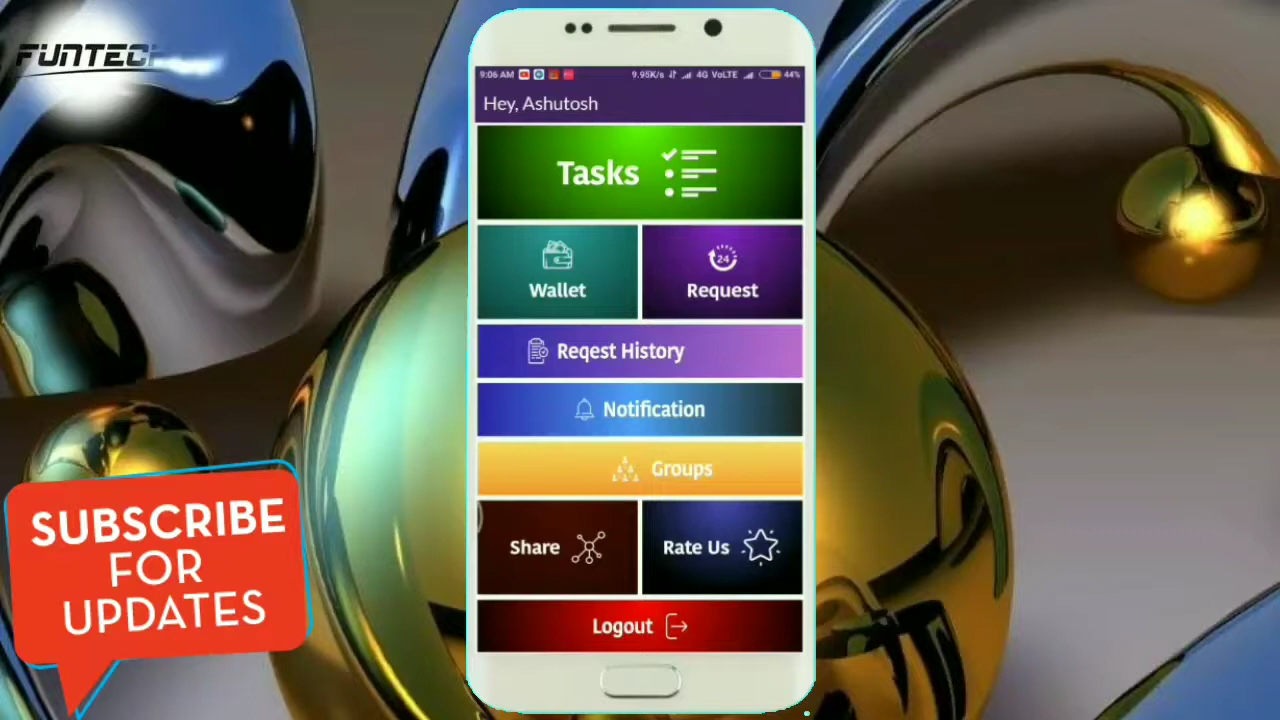 FUNTECH
9:06 AM 9.95K/s 4G VoLTE 44%
Hey, Ashutosh
Tasks
Wallet
24
Request
Reqest History
Notification
Groups
Share
Rate Us
Logout
SUBSCRIBE
FOR
UPDATES